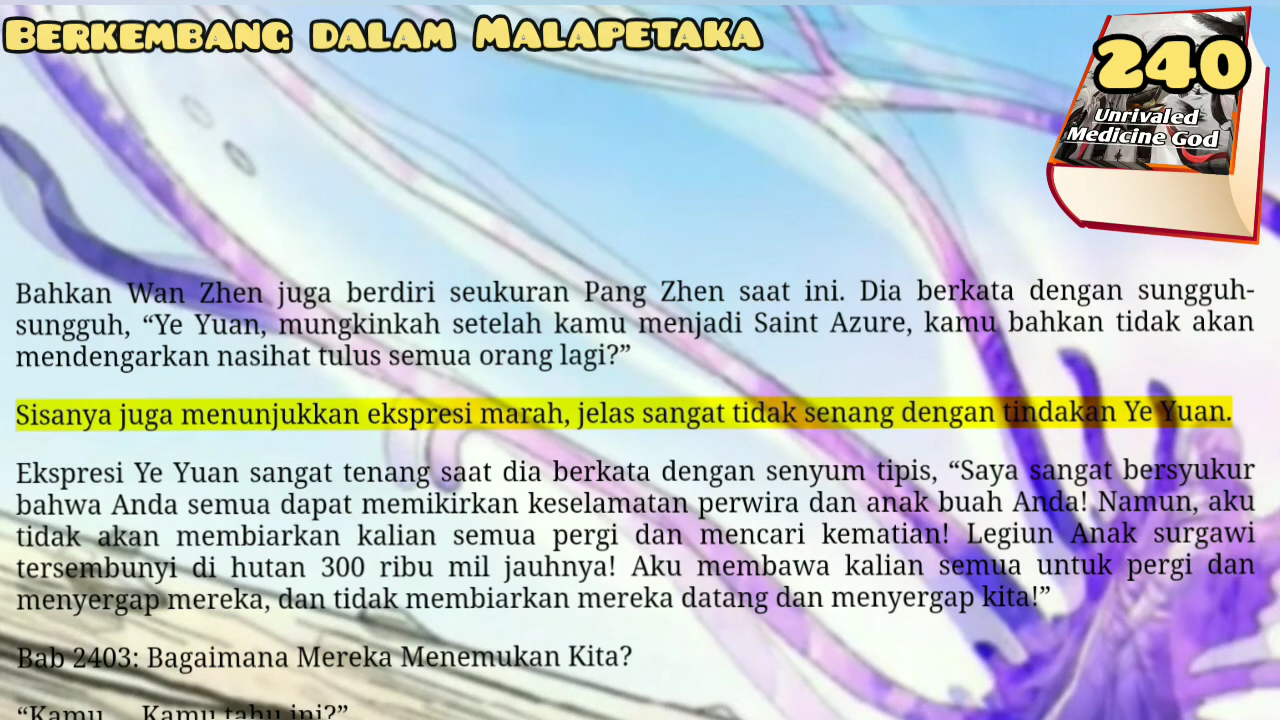 BERKEMBANG DALAM MALAPETAKA
240
Unrivaled
Medicine God
Bahkan Wan Zhen juga berdiri seukuran Pang Zhen saat ini. Dia berkata dengan sungguh-
sungguh, “Ye Yuan, mungkinkah setelah kamu menjadi Saint Azure, kamu bahkan tidak akan
mendengarkan nasihat tulus semua orang lagi?”
Sisanya juga menunjukkan ekspresi marah, jelas sangat tidak senang dengan tindakan Ye Yuan.
Ekspresi Ye Yuan sangat tenang saat dia berkata dengan senyum tipis, “Saya sangat bersyukur
bahwa Anda semua dapat memikirkan keselamatan perwira dan anak buah Anda! Namun, aku
tidak akan membiarkan kalian semua pergi dan mencari kematian! Legiun Anak surgawi
tersembunyi di hutan 300 ribu mil jauhnya! Aku membawa kalian semua untuk pergi dan
menyergap mereka, dan tidak membiarkan mereka datang dan menyergap kita!”
Bab 2403: Bagaimana Mereka Menemukan Kita?
“Kamu ... Kamu tahu ini?”